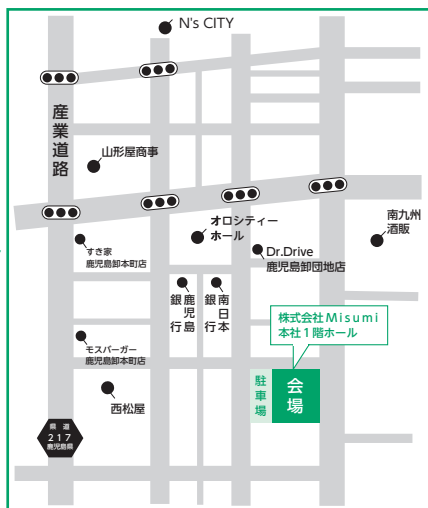 N's CITY
産業道路
山形屋商事
オロシティー
ホール
南九州
酒販
すき家
鹿児島卸本町店
Dr.Drive
鹿児島卸団地店
鹿児島
銀行
南日本
銀行
株式会社Misumi
本社1階ホール
モスバーガー
鹿児島卸本町店
駐車場
会場
西松屋
県道
217
鹿児島県